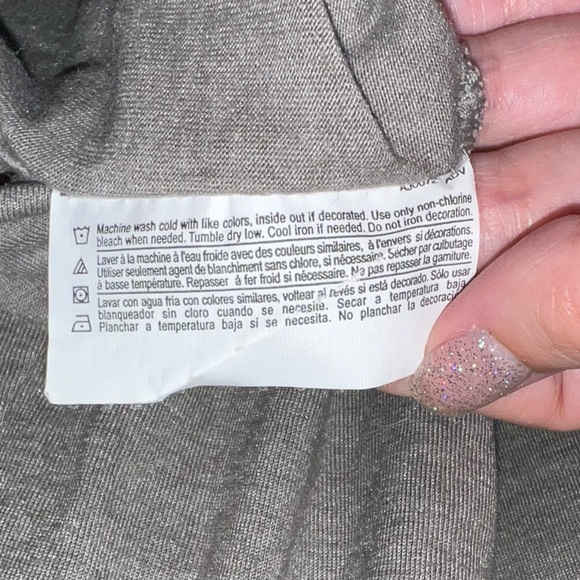 Machine wash cold with like colors, inside out if decorated. Use only non-chlorine
bleach when needed. Tumble dry low. Cool iron if needed. Do not iron decoration.
Laver à la machine à l'eau froide avec des couleurs similaires, à l'envers si décorations.
Utiliser seulement agent de blanchiment sans chlore, si nécessaire. Sécher par culbutage
à basse température. Repasser à fer froid si nécessaire. Ne pas repasser la garniture.
Lavar con agua fria con colores similares, voltear al revés si está decorado. Sólo usar
blanqueador sin cloro cuando se necesite. Secar a temperatura baja.
Planchar a temperatura baja si se necesita. No planchar la